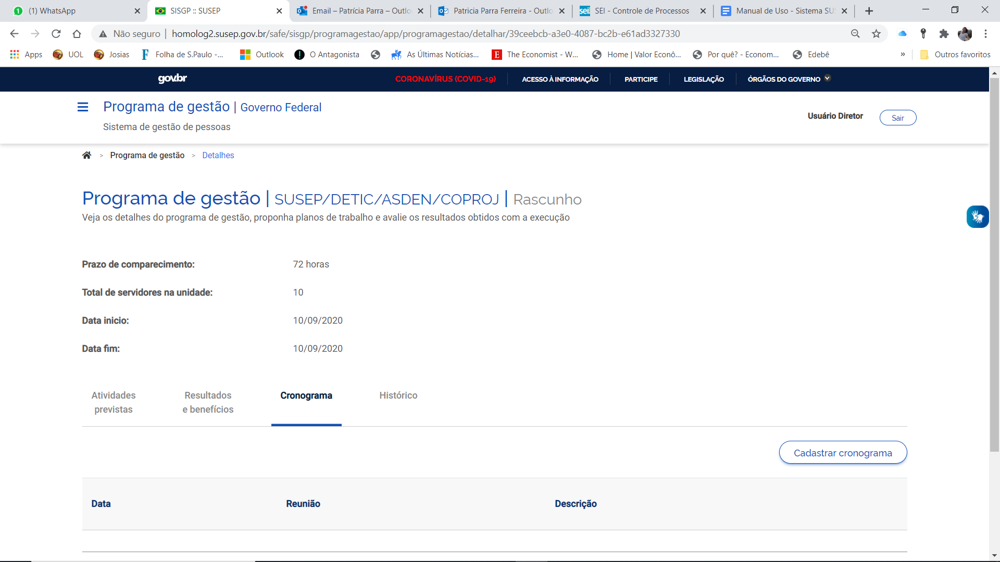 (1) WhatsApp
SISGP :: SUSEP
Email – Patrícia Parra – Outlo
Patricia Parra Ferreira - Outlo
SEI - Controle de Processos
Manual de Uso - Sistema SU
Não seguro | homolog2.susep.gov.br/safe/sisgp/programagestao/app/programagestao/detalhar/39ceebcb-a3e0-4087-bc2b-e61ad3327330
Apps
UOL
Josias
Folha de S.Paulo -...
Outlook
O Antagonista
As Últimas Notícias...
The Economist - W...
Home | Valor Econô...
Por quê? - Econom...
Edebê
»
Outros favoritos
gov.br
CORONAVÍRUS (COVID-19)
ACESSO À INFORMAÇÃO
PARTICIPE
LEGISLAÇÃO
ÓRGÃOS DO GOVERNO
Programa de gestão | Governo Federal
Sistema de gestão de pessoas
Usuário Diretor
Sair
> Programa de gestão > Detalhes
Programa de gestão | SUSEP/DETIC/ASDEN/COPROJ | Rascunho
Veja os detalhes do programa de gestão, proponha planos de trabalho e avalie os resultados obtidos com a execução
Prazo de comparecimento: 72 horas
Total de servidores na unidade: 10
Data inicio: 10/09/2020
Data fim: 10/09/2020
Atividades
previstas
Resultados
e benefícios
Cronograma
Histórico
Cadastrar cronograma
Data
Reunião
Descrição